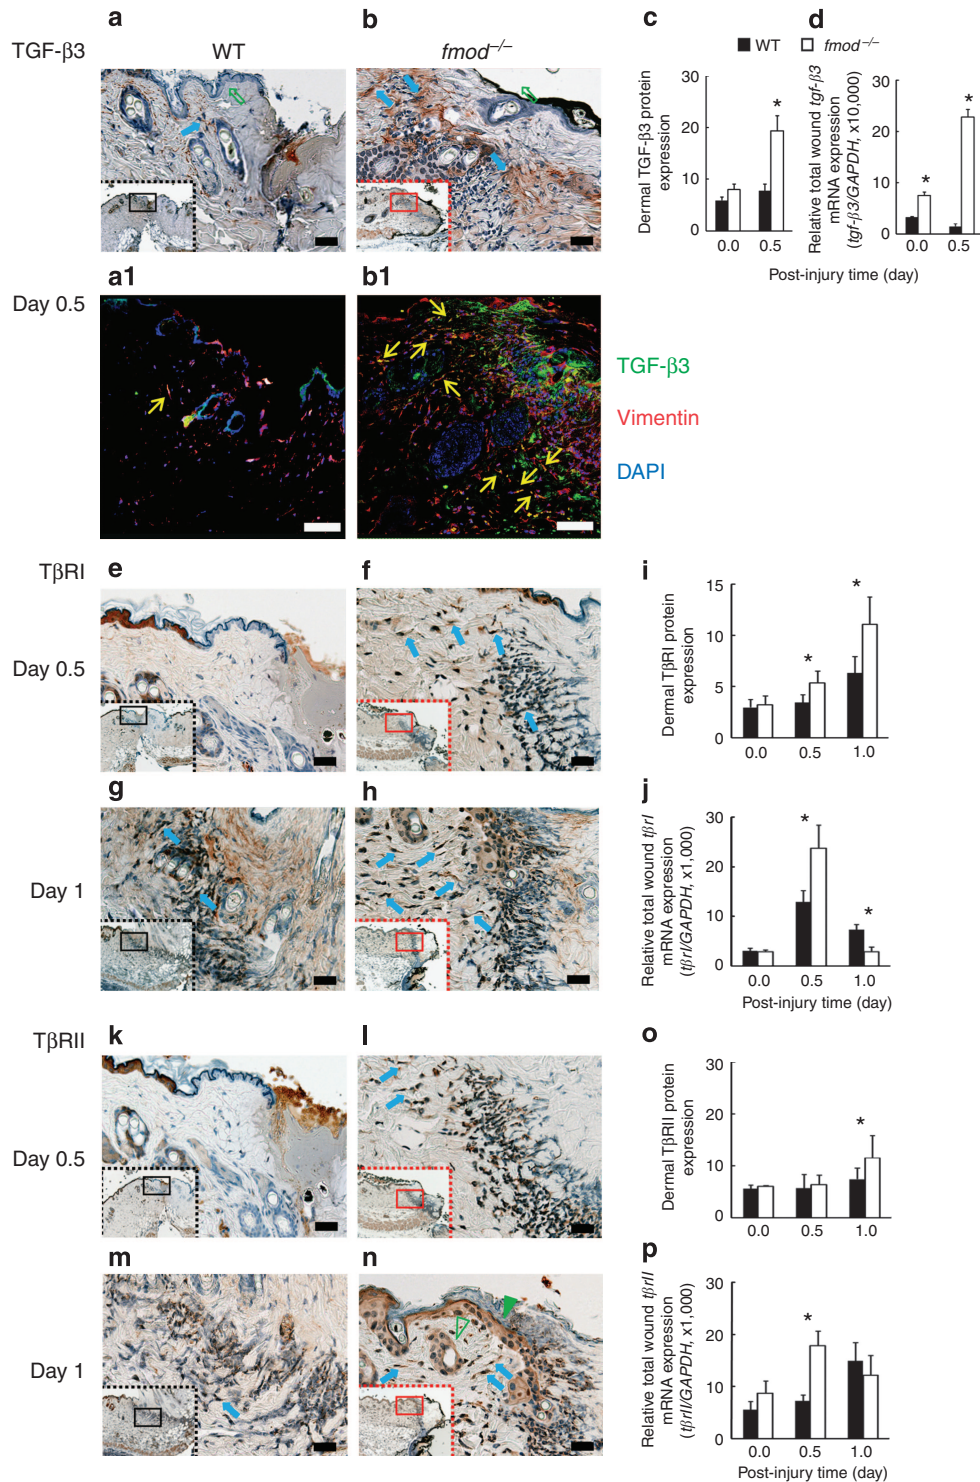 a
b
c
d
TGF-β3
WT
fmod–/–
WT
fmod–/–
Dermal TGF-β3 protein
expression
30
20
10
0
*
0.0
0.5
Relative total wound tgf-β3
mRNA expression
(tgf-β3/GAPDH, x10,000)
30
20
10
0
*
*
0.0
0.5
Post-injury time (day)
Day 0.5
a1
b1
TGF-β3
Vimentin
DAPI
TβRI
e
f
i
Day 0.5
Dermal TβRI protein
expression
15
10
5
0
*
*
0.0
0.5
1.0
g
h
j
Day 1
Relative total wound tβrI
mRNA expression
(tβrI/GAPDH, x1,000)
30
20
10
0
*
*
0.0
0.5
1.0
Post-injury time (day)
TβRII
k
l
o
Day 0.5
Dermal TβRII protein
expression
30
20
10
0
*
0.0
0.5
1.0
m
n
p
Day 1
Relative total wound tβrII
mRNA expression
(tβrII/GAPDH, x1,000)
30
20
10
0
*
0.0
0.5
1.0
Post-injury time (day)